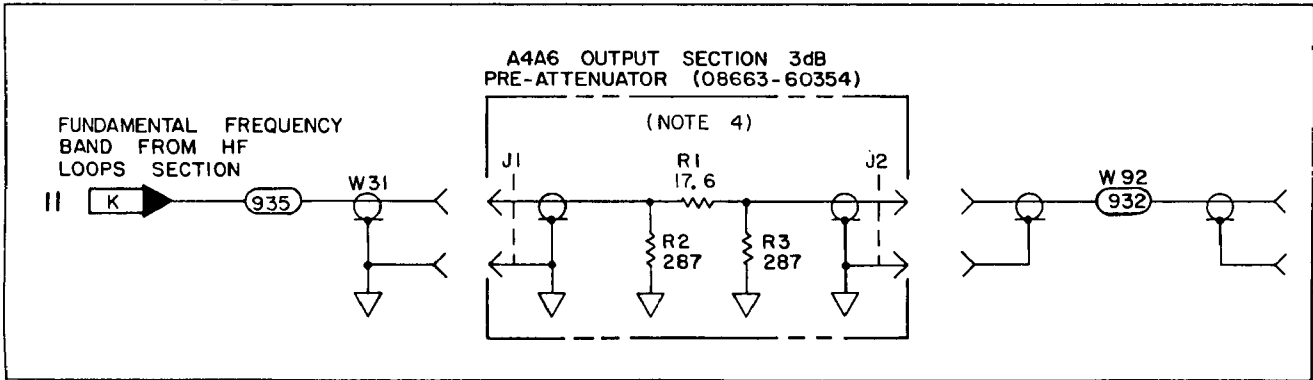 A4A6 OUTPUT SECTION 3dB
PRE-ATTENUATOR (08663-60354)
(NOTE 4)
FUNDAMENTAL FREQUENCY
BAND FROM HF
LOOPS SECTION
11 K 935 W31
J1
R1
17.6
J2
R2
287
R3
287
W92
932